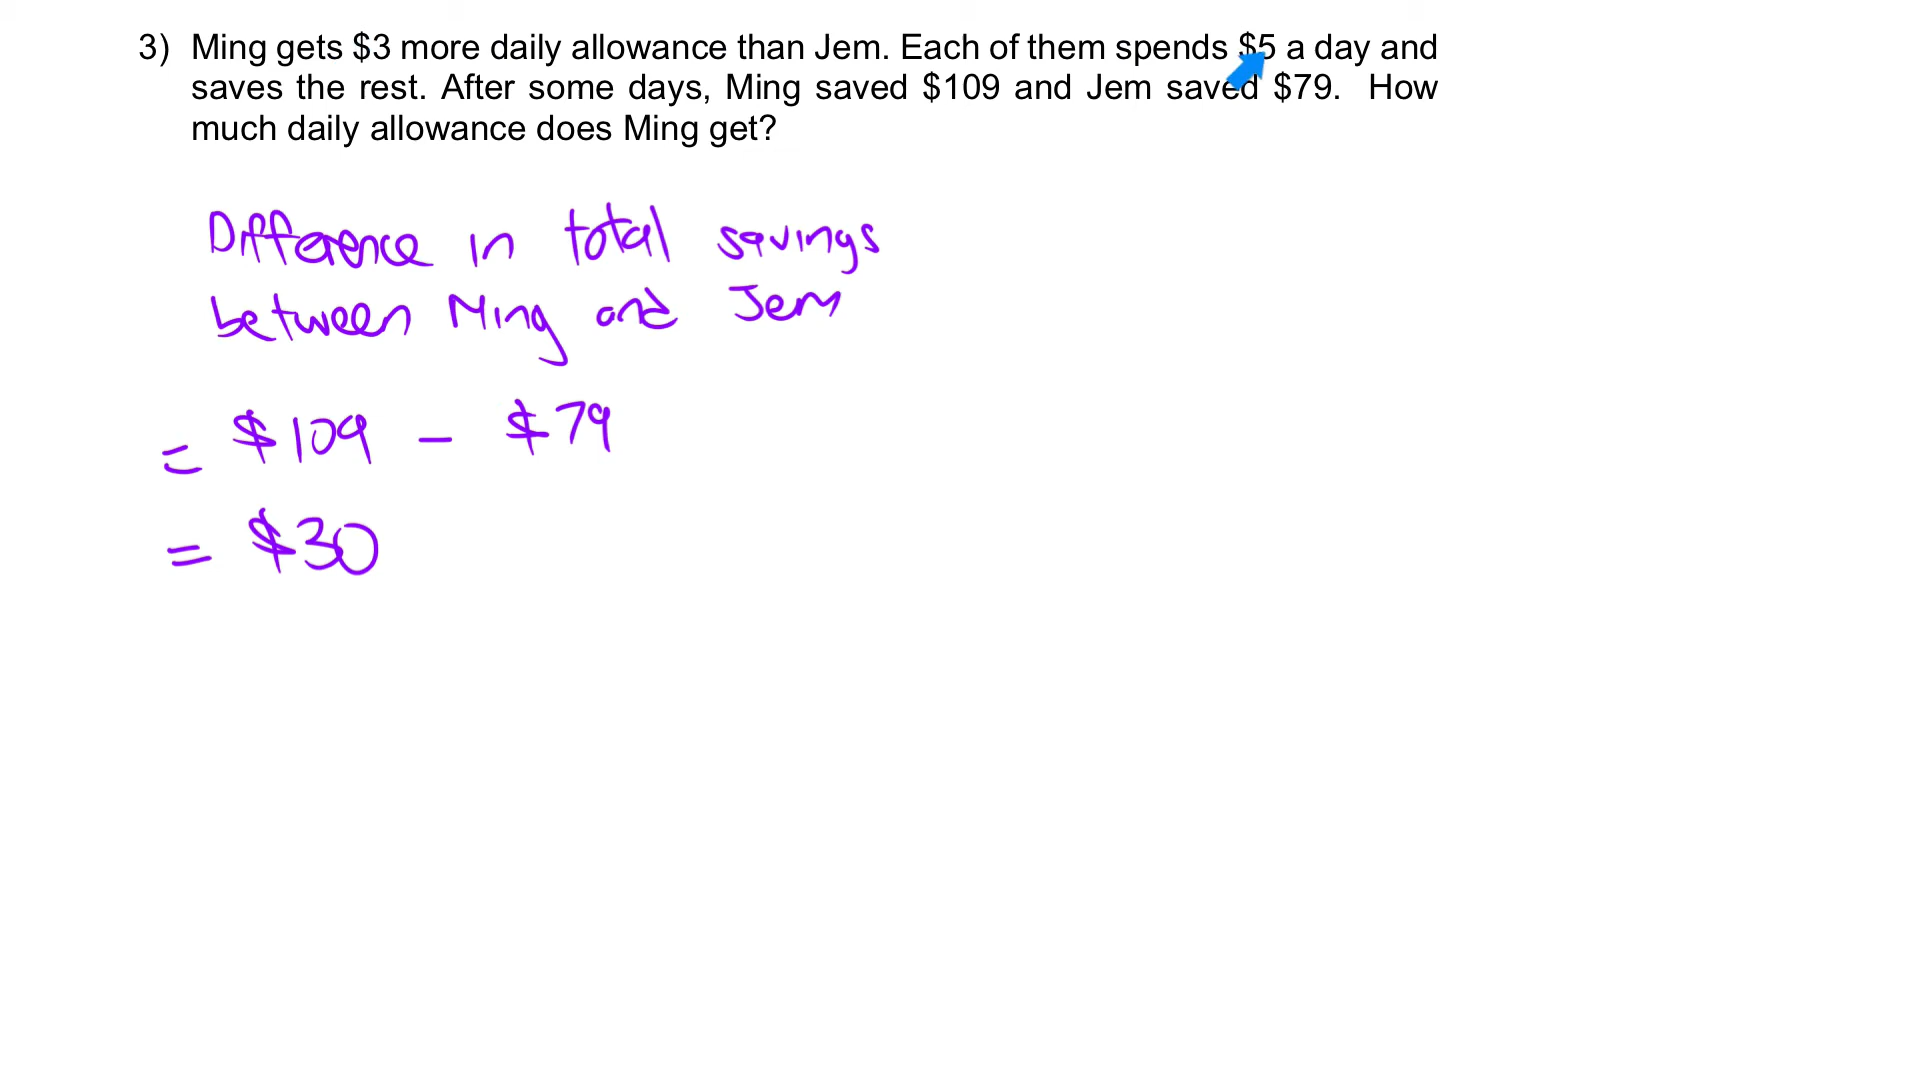 3) Ming gets $3 more daily allowance than Jem. Each of them spends $5 a day and
saves the rest. After some days, Ming saved $109 and Jem saved $79. How
much daily allowance does Ming get?
Difference in total savings
between Ming and Jem
= $109 - $79
= $30